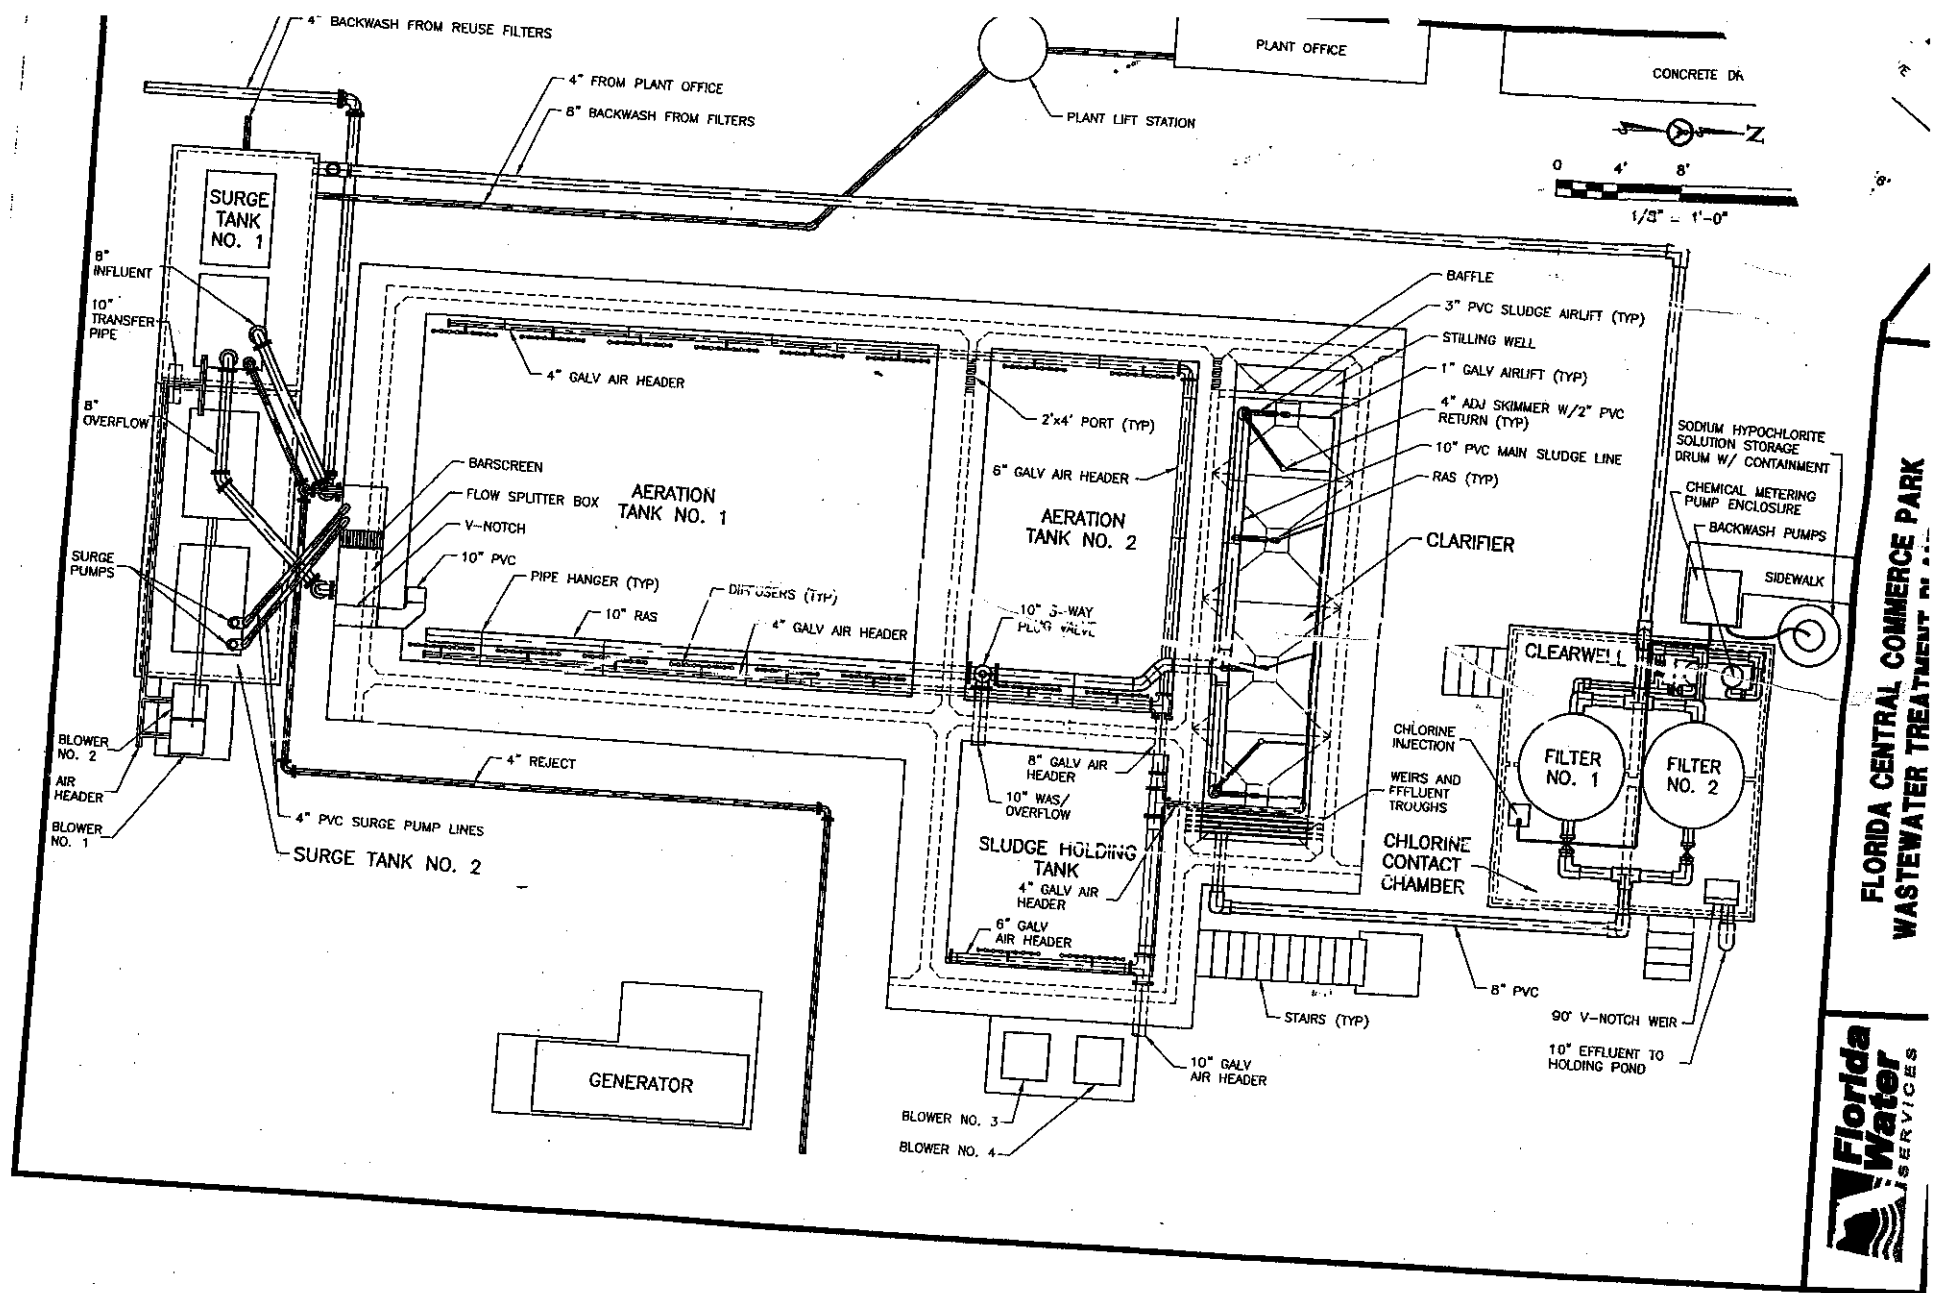 4" BACKWASH FROM REUSE FILTERS
4" FROM PLANT OFFICE
8" BACKWASH FROM FILTERS
PLANT LIFT STATION
PLANT OFFICE
CONCRETE
N
0 4' 8'
1/8" = 1'-0"
SURGE
TANK
NO. 1
8"
INFLUENT
10"
TRANSFER
PIPE
8"
OVERFLOW
SURGE
PUMPS
BLOWER
NO. 2
AIR
HEADER
BLOWER
NO. 1
4" PVC SURGE PUMP LINES
SURGE TANK NO. 2
4" REJECT
4" GALV AIR HEADER
BARSCREEN
FLOW SPLITTER BOX
V-NOTCH
10" PVC
PIPE HANGER (TYP)
10" RAS
AERATION
TANK NO. 1
DIFFUSERS (TYP)
4" GALV AIR HEADER
2'x4' PORT (TYP)
6" GALV AIR HEADER
AERATION
TANK NO. 2
10" 3-WAY
PLUG VALVE
8" GALV AIR
HEADER
10" WAS/
OVERFLOW
SLUDGE HOLDING
TANK
4" GALV AIR
HEADER
6" GALV
AIR HEADER
BAFFLE
3" PVC SLUDGE AIRLIFT (TYP)
STILLING WELL
1" GALV AIRLIFT (TYP)
4" ADJ SKIMMER W/2" PVC
RETURN (TYP)
10" PVC MAIN SLUDGE LINE
RAS (TYP)
CLARIFIER
SODIUM HYPOCHLORITE
SOLUTION STORAGE
DRUM W/ CONTAINMENT
CHEMICAL METERING
PUMP ENCLOSURE
BACKWASH PUMPS
SIDEWALK
CLEARWELL
CHLORINE
INJECTION
FILTER
NO. 1
FILTER
NO. 2
WEIRS AND
EFFLUENT
TROUGHS
CHLORINE
CONTACT
CHAMBER
8" PVC
STAIRS (TYP)
90° V-NOTCH WEIR
10" EFFLUENT TO
HOLDING POND
10" GALV
AIR HEADER
BLOWER NO. 3
BLOWER NO. 4
GENERATOR
FLORIDA CENTRAL COMMERCE PARK
WASTEWATER TREATMENT
Florida
Water
SERVICES